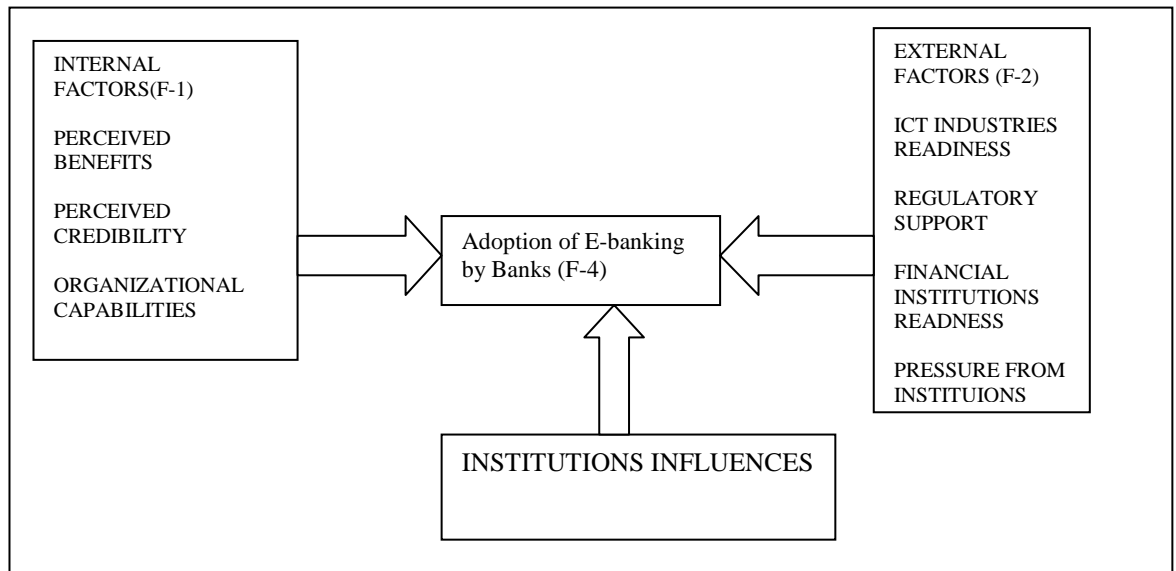 INTERNAL
FACTORS(F-1)
PERCEIVED
BENEFITS
PERCEIVED
CREDIBILITY
ORGANIZATIONAL
CAPABILITIES
Adoption of E-banking
by Banks (F-4)
EXTERNAL
FACTORS (F-2)
ICT INDUSTRIES
READINESS
REGULATORY
SUPPORT
FINANCIAL
INSTITUTIONS
READNESS
PRESSURE FROM
INSTITUIONS
INSTITUTIONS INFLUENCES